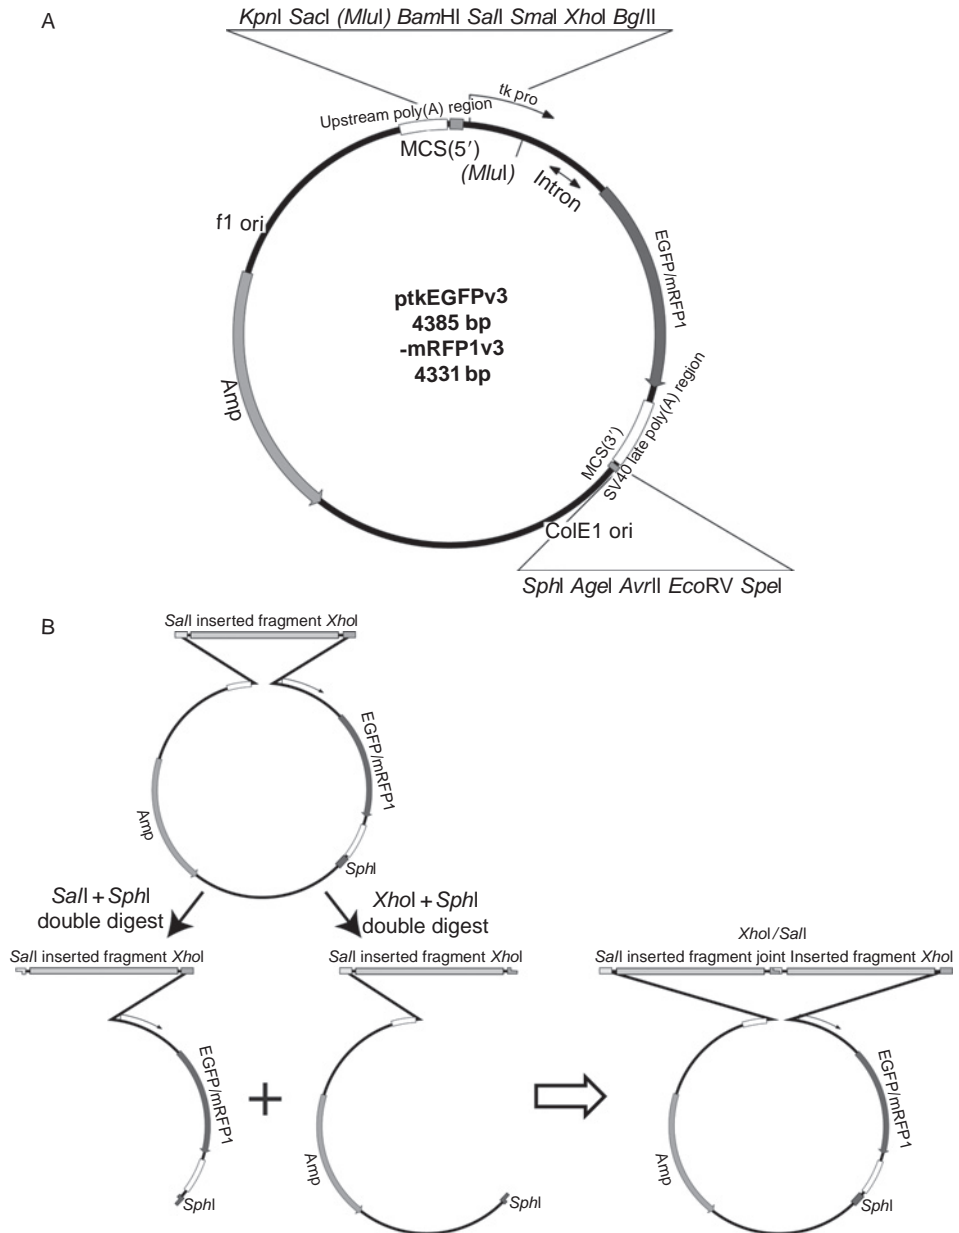 A
KpnI SacI (MluI) BamHI SalI SmaI XhoI BglII
tk pro
Upstream poly(A) region
MCS(5′)
(MluI)
Intron
f1 ori
EGFP/mRFP1
ptkEGFPv3
4385 bp
-mRFP1v3
4331 bp
Amp
MCS(3′)
SV40 late poly(A) region
ColE1 ori
SphI AgeI AvrII EcoRV SpeI
B
SalI inserted fragment XhoI
EGFP/mRFP1
Amp
SphI
SalI + SphI
double digest
XhoI + SphI
double digest
SalI inserted fragment XhoI
EGFP/mRFP1
SphI
+
SalI inserted fragment XhoI
Amp
SphI
XhoI/SalI
SalI inserted fragment joint Inserted fragment XhoI
EGFP/mRFP1
Amp
SphI